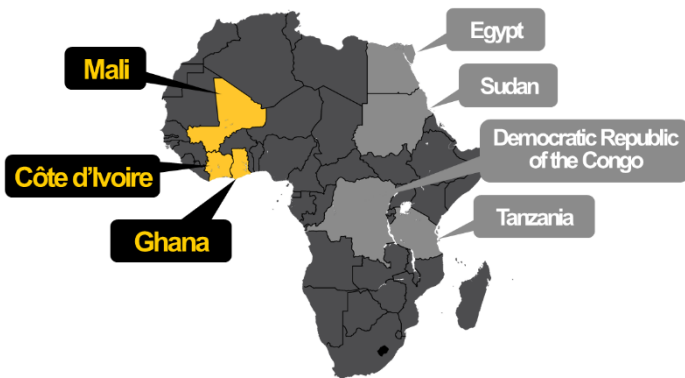 Egypt
Mali
Sudan
Democratic Republic
of the Congo
Côte d'Ivoire
Tanzania
Ghana